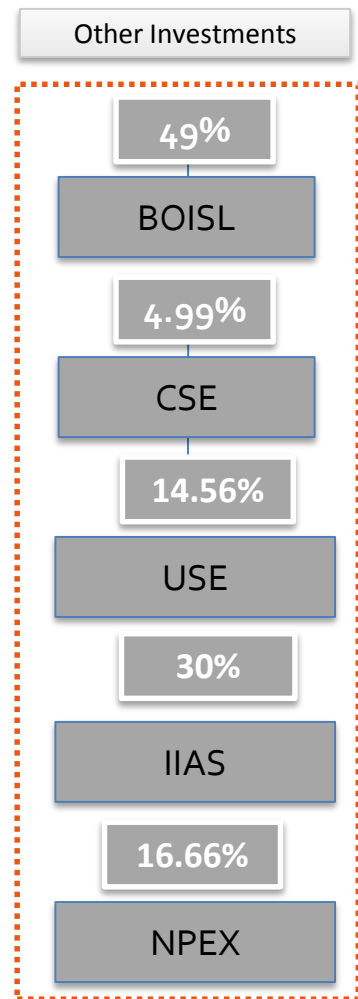 Other Investments
49%
BOISL
4.99%
CSE
14.56%
USE
30%
IIAS
16.66%
NPEX